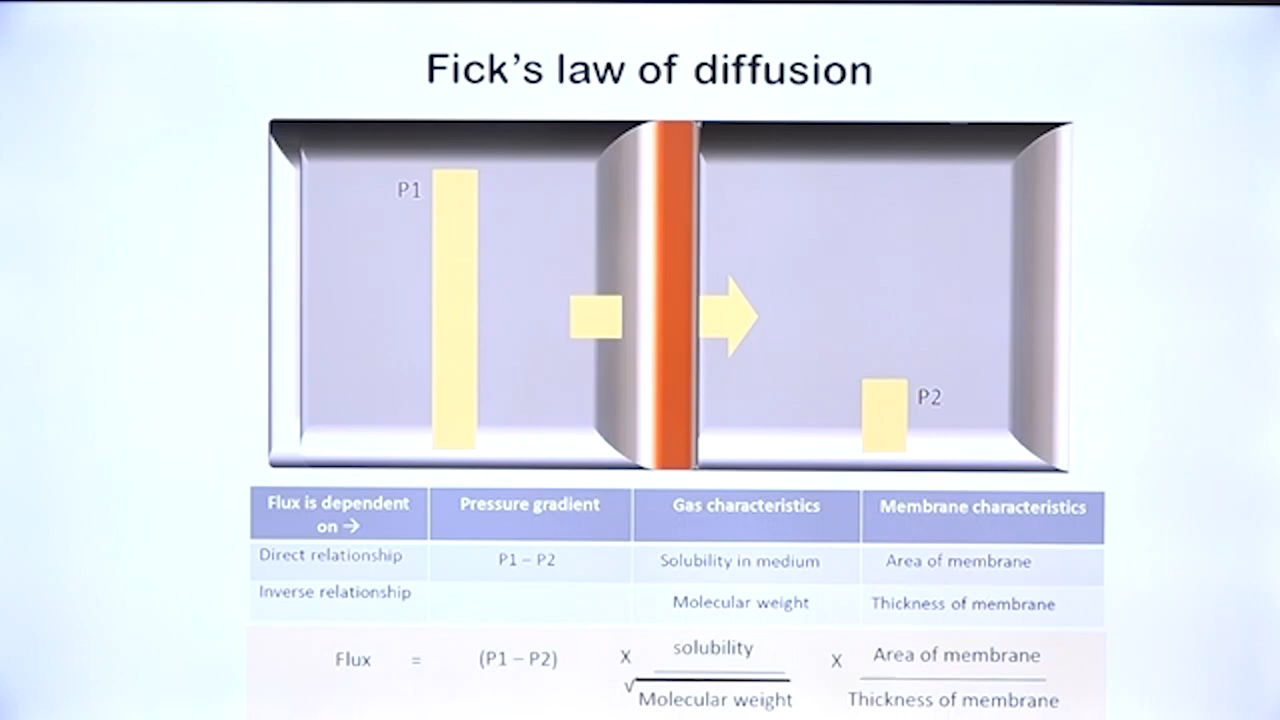 Fick's law of diffusion
P1
P2
Flux is dependent on → Pressure gradient Gas characteristics Membrane characteristics
Direct relationship P1 – P2 Solubility in medium Area of membrane
Inverse relationship Molecular weight Thickness of membrane
Flux = (P1 – P2) X solubility X Area of membrane
√ Molecular weight Thickness of membrane